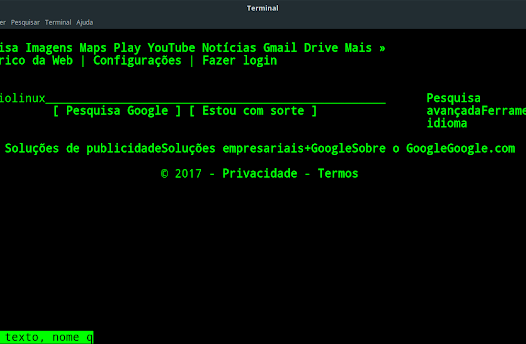 Terminal
er Pesquisar Terminal Ajuda
isa Imagens Maps Play YouTube Notícias Gmail Drive Mais »
rico da Web | Configurações | Fazer login
iolinux Pesquisa
[ Pesquisa Google ] [ Estou com sorte ] avançadaFerrame
idioma
Soluções de publicidadeSoluções empresariais+GoogleSobre o GoogleGoogle.com
© 2017 - Privacidade - Termos
texto, nome q